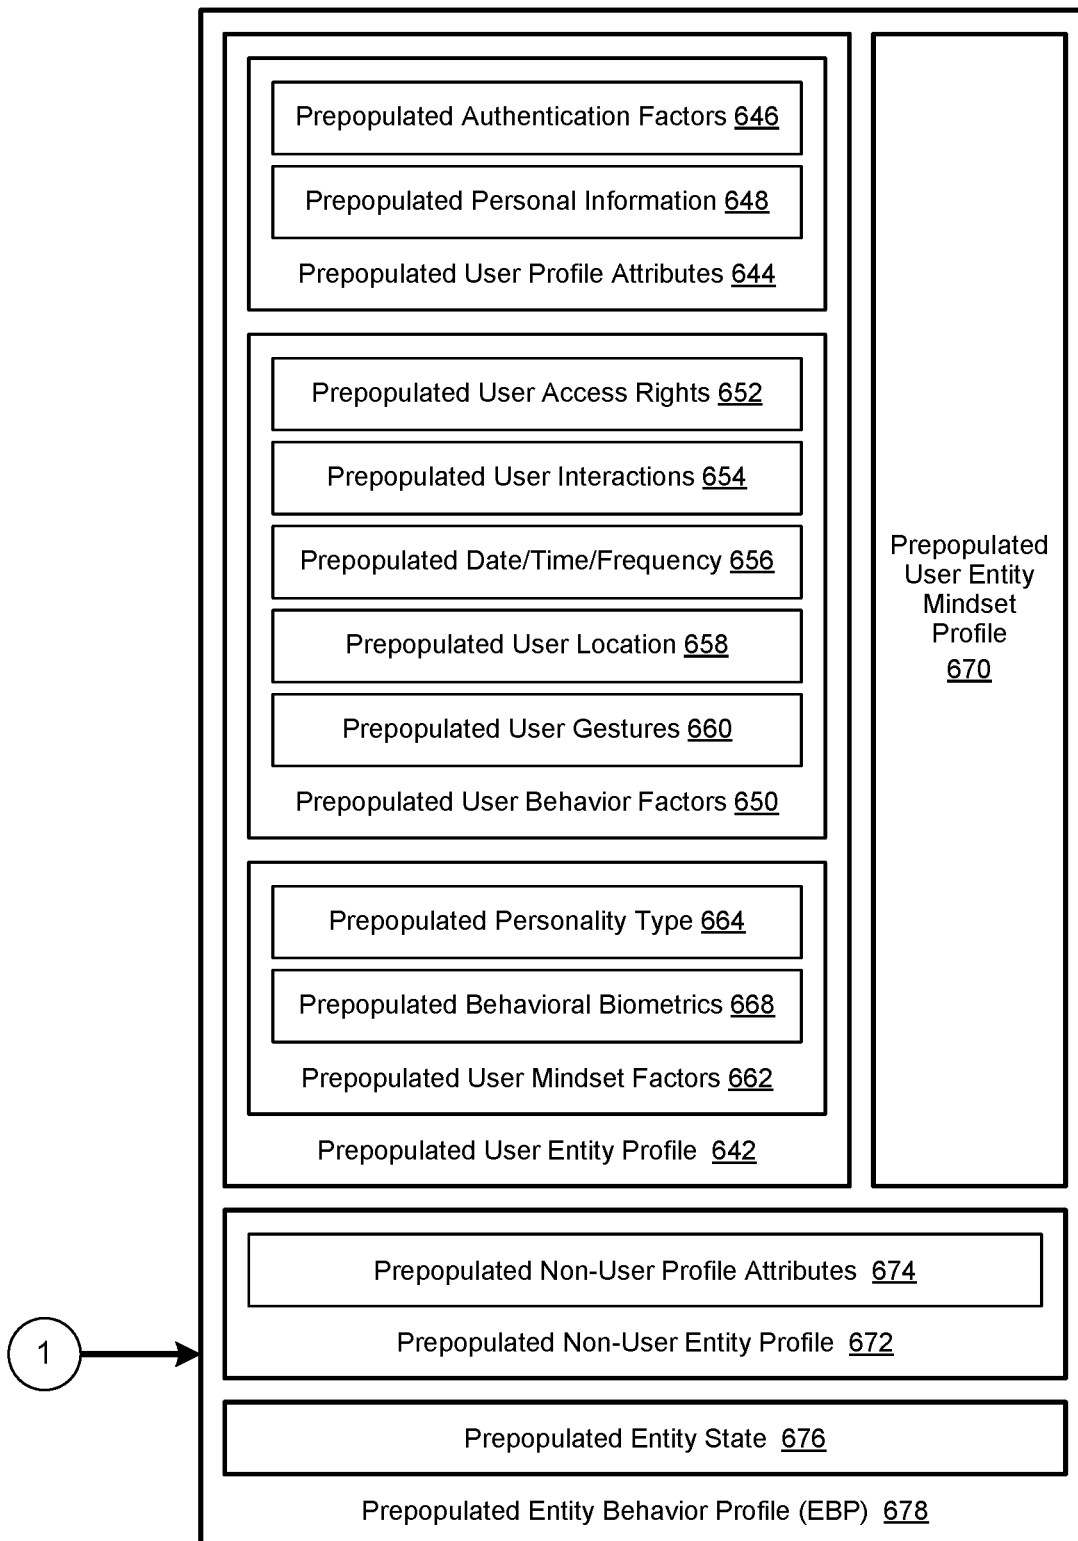 Prepopulated Authentication Factors 646
Prepopulated Personal Information 648
Prepopulated User Profile Attributes 644
Prepopulated User Access Rights 652
Prepopulated User Interactions 654
Prepopulated Date/Time/Frequency 656
Prepopulated User Location 658
Prepopulated User Gestures 660
Prepopulated User Behavior Factors 650
Prepopulated Personality Type 664
Prepopulated Behavioral Biometrics 668
Prepopulated User Mindset Factors 662
Prepopulated User Entity Profile 642
Prepopulated
User Entity
Mindset
Profile
670
Prepopulated Non-User Profile Attributes 674
Prepopulated Non-User Entity Profile 672
1
Prepopulated Entity State 676
Prepopulated Entity Behavior Profile (EBP) 678